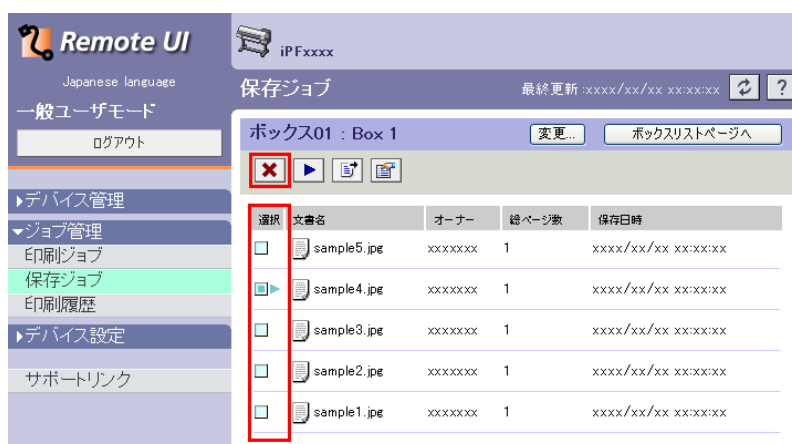 Remote UI
Japanese language
一般ユーザモード
ログアウト
▶デバイス管理
▼ジョブ管理
印刷ジョブ
保存ジョブ
印刷履歴
▶デバイス設定
サポートリンク
iPFxxxx
保存ジョブ 最終更新 :xxxx/xx/xx xx:xx:xx ?
ボックス01 : Box 1 変更... ボックスリストページへ
選択 文書名 オーナー 総ページ数 保存日時
sample5.jpg xxxxxxx 1 xxxx/xx/xx xx:xx:xx
sample4.jpg xxxxxxx 1 xxxx/xx/xx xx:xx:xx
sample3.jpg xxxxxxx 1 xxxx/xx/xx xx:xx:xx
sample2.jpg xxxxxxx 1 xxxx/xx/xx xx:xx:xx
sample1.jpg xxxxxxx 1 xxxx/xx/xx xx:xx:xx